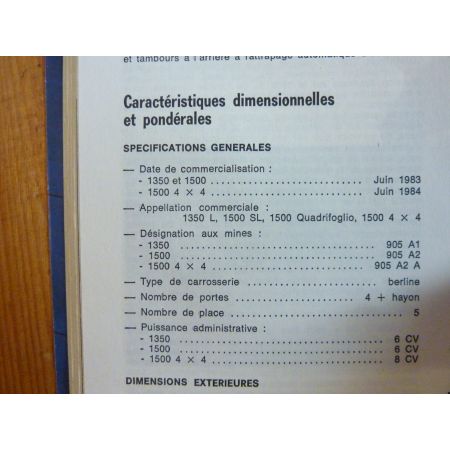 et tambours à l'arrière à rattrapage automatique
Caractéristiques dimensionnelles
et pondérales
SPECIFICATIONS GENERALES
— Date de commercialisation :
- 1350 et 1500 ........................................ Juin 1983
- 1500 4 × 4 ........................................ Juin 1984
— Appellation commerciale :
1350 L, 1500 SL, 1500 Quadrifoglio, 1500 4 × 4
— Désignation aux mines :
- 1350 ........................................ 905 A1
- 1500 ........................................ 905 A2
- 1500 4 × 4 ........................................ 905 A2 A
— Type de carrosserie ........................................ berline
— Nombre de portes ........................................ 4 + hayon
— Nombre de place ........................................ 5
— Puissance administrative :
- 1350 ........................................ 6 CV
- 1500 ........................................ 6 CV
- 1500 4 × 4 ........................................ 8 CV
DIMENSIONS EXTERIEURES